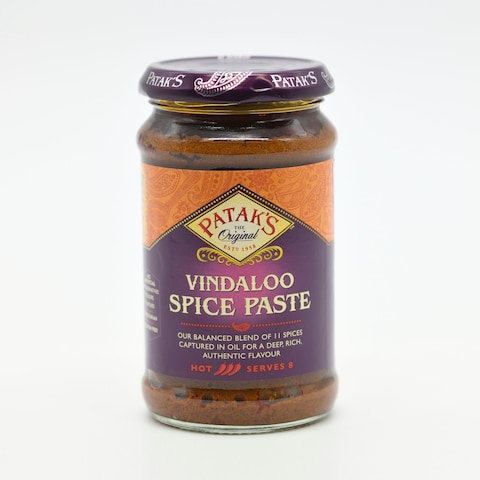 PATAK'S PATAK'S
PATAK'S
THE
Original
ESTD 1958
VINDALOO
SPICE PASTE
OUR BALANCED BLEND OF 11 SPICES
CAPTURED IN OIL FOR A DEEP, RICH,
AUTHENTIC FLAVOUR
HOT SERVES 8